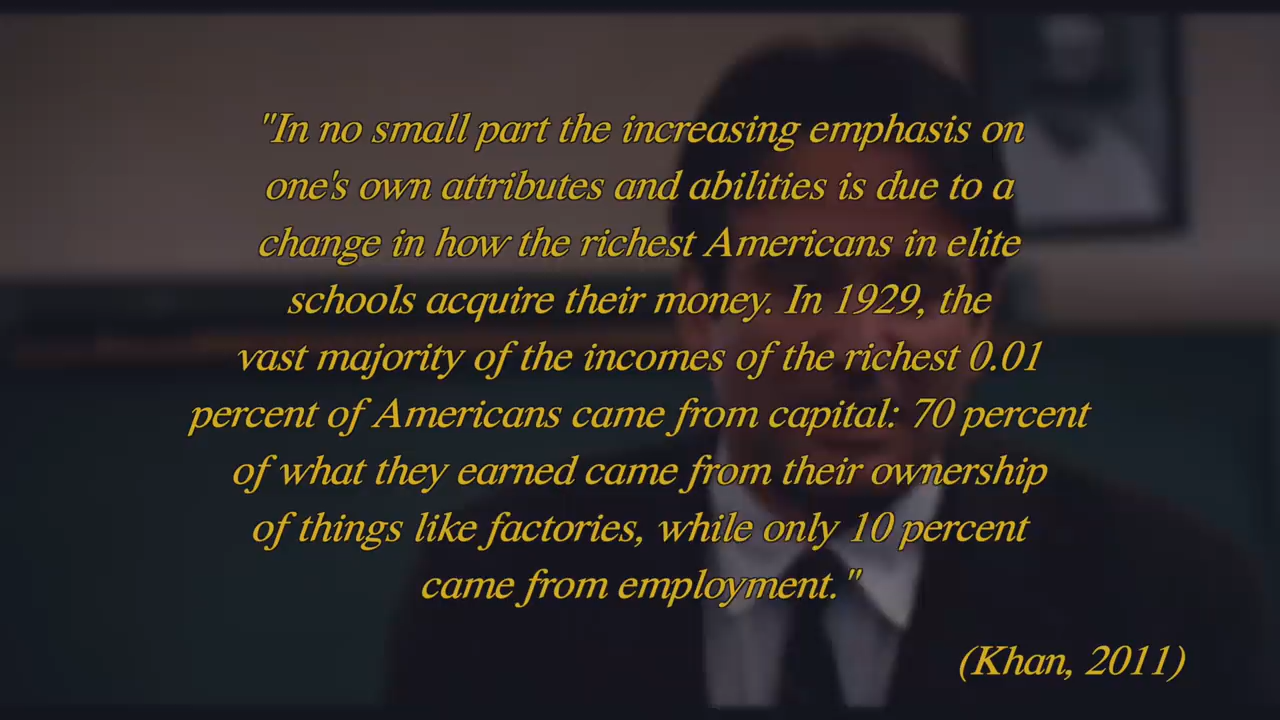 "In no small part the increasing emphasis on
one's own attributes and abilities is due to a
change in how the richest Americans in elite
schools acquire their money. In 1929, the
vast majority of the incomes of the richest 0.01
percent of Americans came from capital: 70 percent
of what they earned came from their ownership
of things like factories, while only 10 percent
came from employment."
(Khan, 2011)